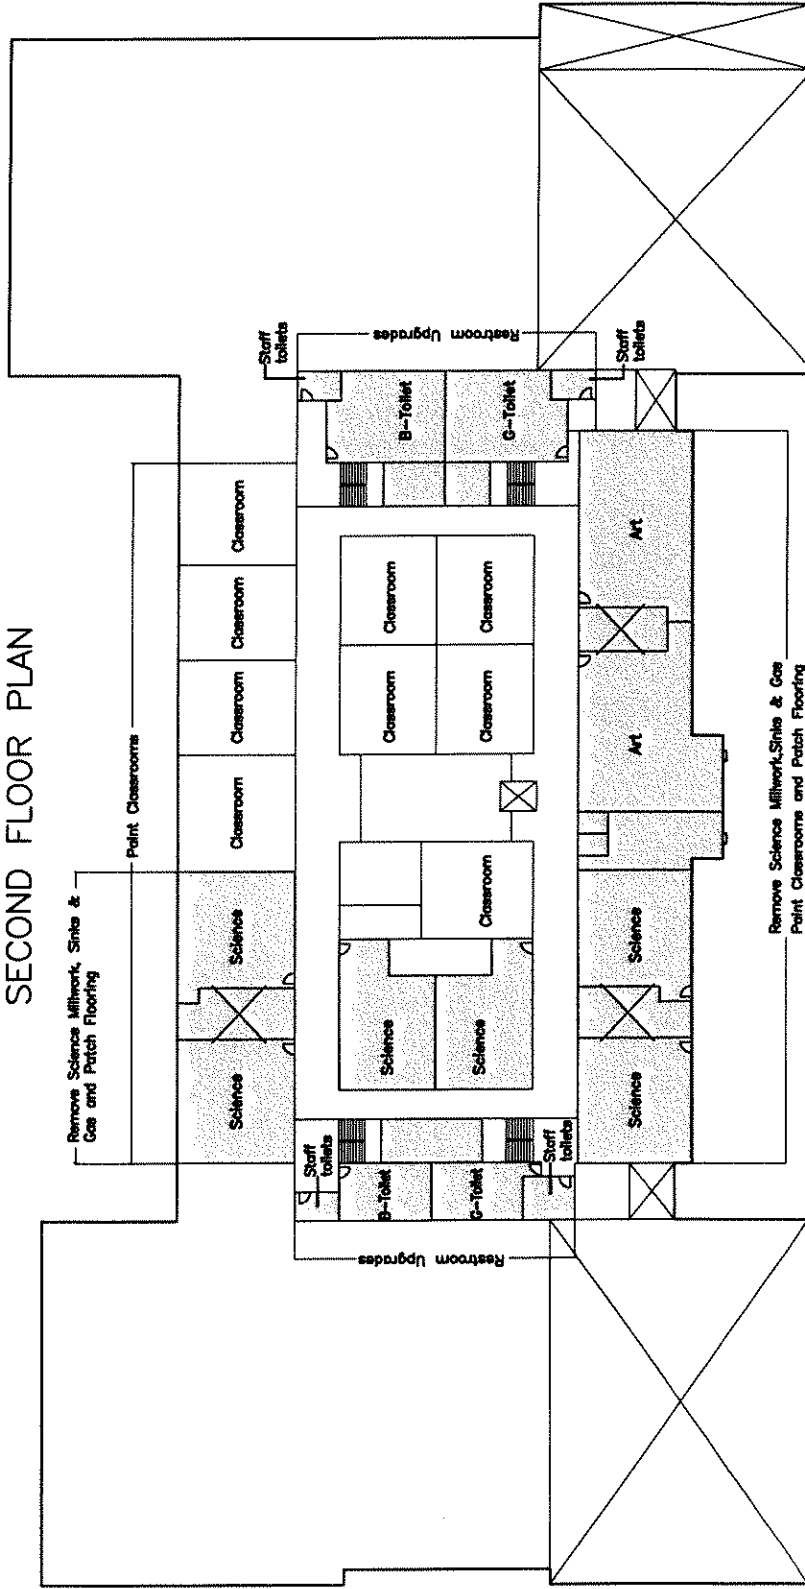 SECOND FLOOR PLAN
Remove Science Millwork, Sinks &
Gas and Patch Flooring
Paint Classrooms
Science
Science
Classroom
Classroom
Classroom
Classroom
Staff
toilets
Staff
toilets
B-Toilet
G-Toilet
Staff
toilets
Restroom Upgrades
Science
Science
Classroom
Classroom
Classroom
Classroom
Classroom
B-Toilet
G-Toilet
Staff
toilets
Restroom Upgrades
Science
Science
Art
Art
Remove Science Millwork,Sinks & Gas
Paint Classrooms and Patch Flooring